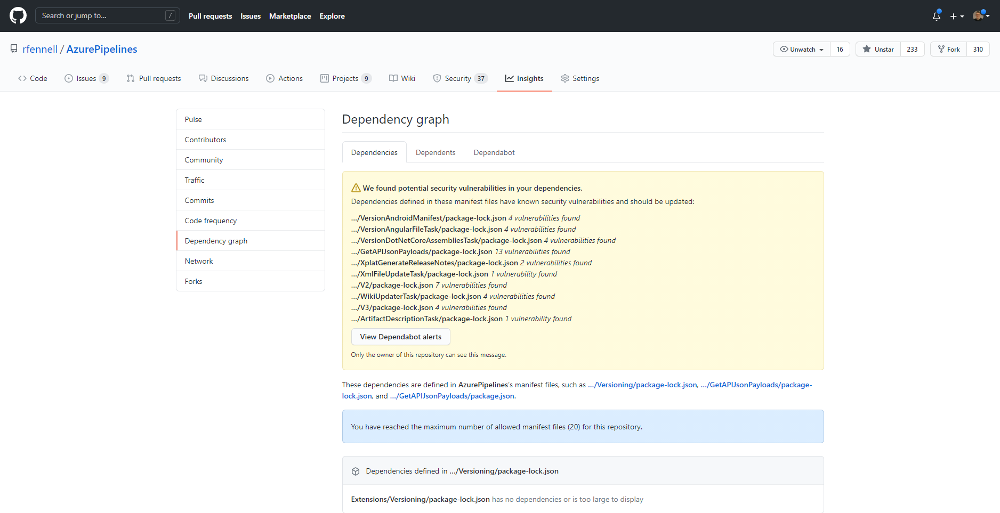 Search or jump to... /
Pull requests
Issues
Marketplace
Explore
rfennell / AzurePipelines
Unwatch 16
Unstar 233
Fork 310
Code
Issues 9
Pull requests
Discussions
Actions
Projects 9
Wiki
Security 37
Insights
Settings
Pulse
Contributors
Community
Traffic
Commits
Code frequency
Dependency graph
Network
Forks
Dependency graph
Dependencies
Dependents
Dependabot
We found potential security vulnerabilities in your dependencies.
Dependencies defined in these manifest files have known security vulnerabilities and should be updated:
.../VersionAndroidManifest/package-lock.json 4 vulnerabilities found
.../VersionAngularFileTask/package-lock.json 4 vulnerabilities found
.../VersionDotNetCoreAssembliesTask/package-lock.json 4 vulnerabilities found
.../GetAPIJsonPayloads/package-lock.json 13 vulnerabilities found
.../XplatGenerateReleaseNotes/package-lock.json 2 vulnerabilities found
.../XmlFileUpdateTask/package-lock.json 1 vulnerability found
.../V2/package-lock.json 7 vulnerabilities found
.../WikiUpdaterTask/package-lock.json 4 vulnerabilities found
.../V3/package-lock.json 4 vulnerabilities found
.../ArtifactDescriptionTask/package-lock.json 1 vulnerability found
View Dependabot alerts
Only the owner of this repository can see this message.
These dependencies are defined in AzurePipelines's manifest files, such as .../Versioning/package-lock.json, .../GetAPIJsonPayloads/package-
lock.json, and .../GetAPIJsonPayloads/package.json.
You have reached the maximum number of allowed manifest files (20) for this repository.
Dependencies defined in .../Versioning/package-lock.json
Extensions/Versioning/package-lock.json has no dependencies or is too large to display